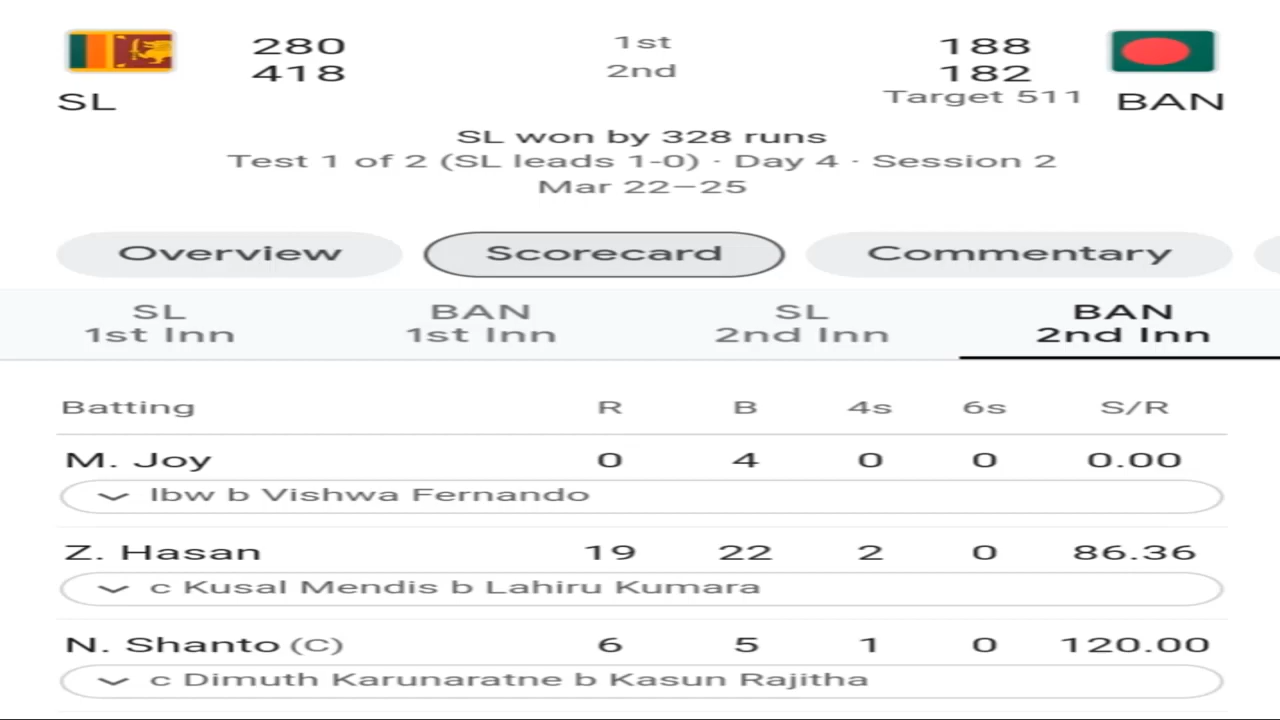 280 1st 188
418 2nd 182
SL Target 511 BAN
SL won by 328 runs
Test 1 of 2 (SL leads 1-0) · Day 4 · Session 2
Mar 22–25
Overview Scorecard Commentary
SL BAN SL BAN
1st Inn 1st Inn 2nd Inn 2nd Inn
Batting R B 4s 6s S/R
M. Joy 0 4 0 0 0.00
lbw b Vishwa Fernando
Z. Hasan 19 22 2 0 86.36
c Kusal Mendis b Lahiru Kumara
N. Shanto (C) 6 5 1 0 120.00
c Dimuth Karunaratne b Kasun Rajitha